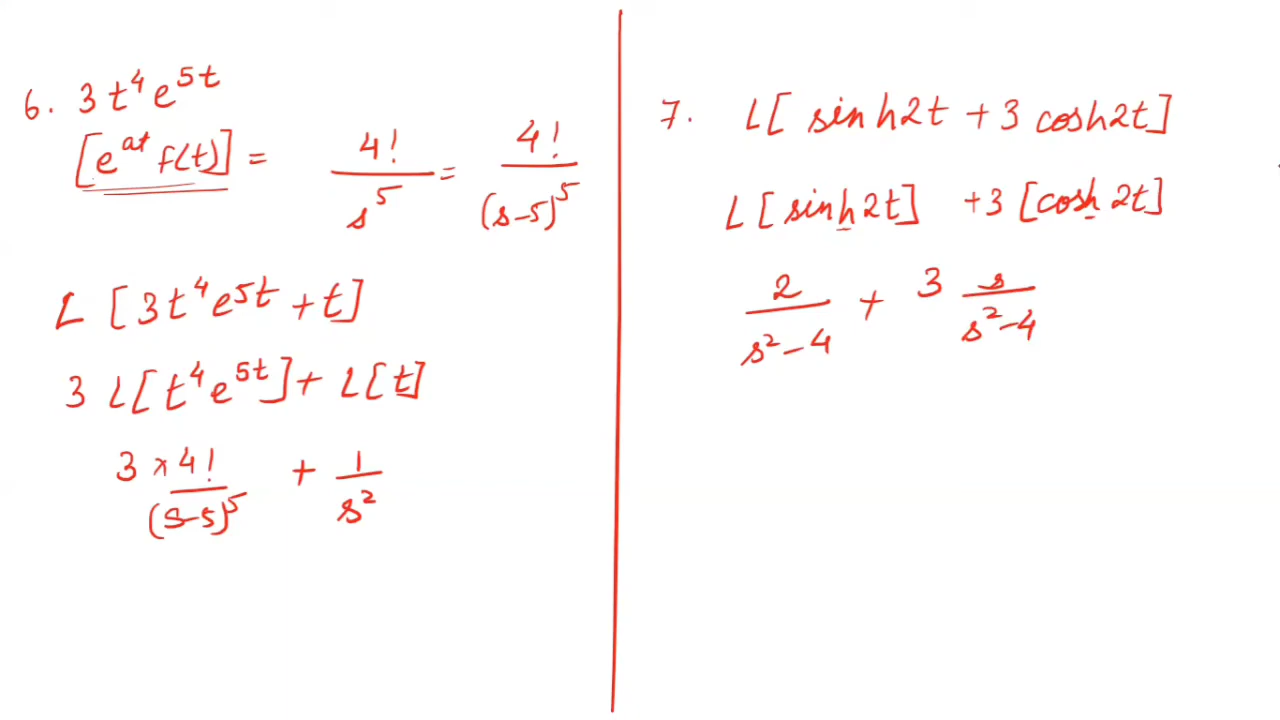 6. 3t⁴e⁵ᵗ
[eᵃᵗ f(t)] = 4!/s⁵ = 4!/(s-5)⁵
L [3t⁴e⁵ᵗ + t]
3 L[t⁴e⁵ᵗ] + L[t]
3 × 4!/(s-5)⁵ + 1/s²
7. L[sinh2t + 3 cosh2t]
L[sinh2t] + 3 [cosh 2t]
2/(s²-4) + 3 s/(s²-4)